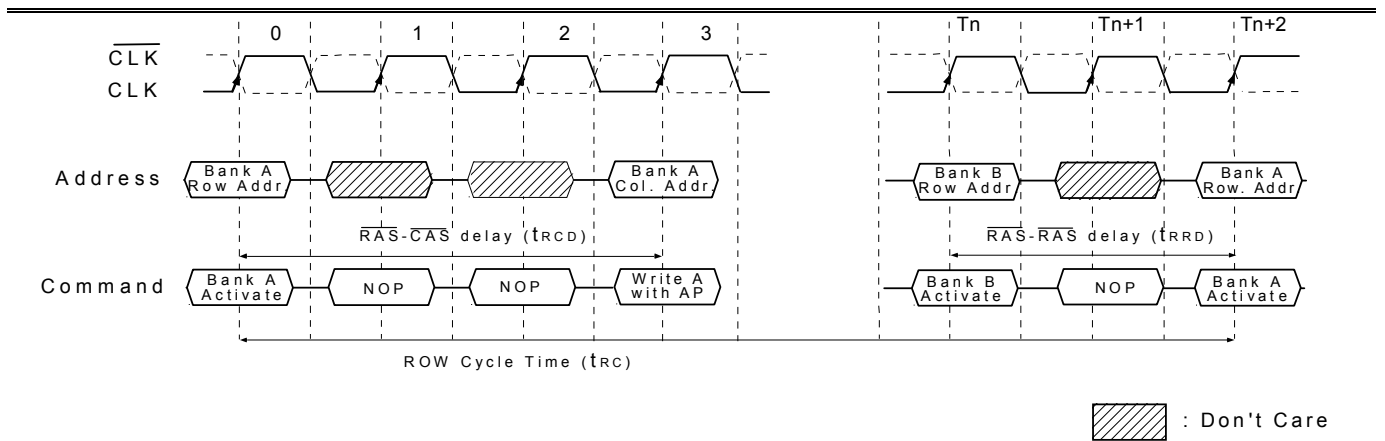 0 1 2 3 Tn Tn+1 Tn+2
CLK
CLK
Address
Bank A
Row Addr
Bank A
Col. Addr.
Bank B
Row Addr
Bank A
Row. Addr
RAS-CAS delay (tRCD)
RAS-RAS delay (tRRD)
Command
Bank A
Activate
NOP
NOP
Write A
with AP
Bank B
Activate
NOP
Bank A
Activate
ROW Cycle Time (tRC)
: Don't Care